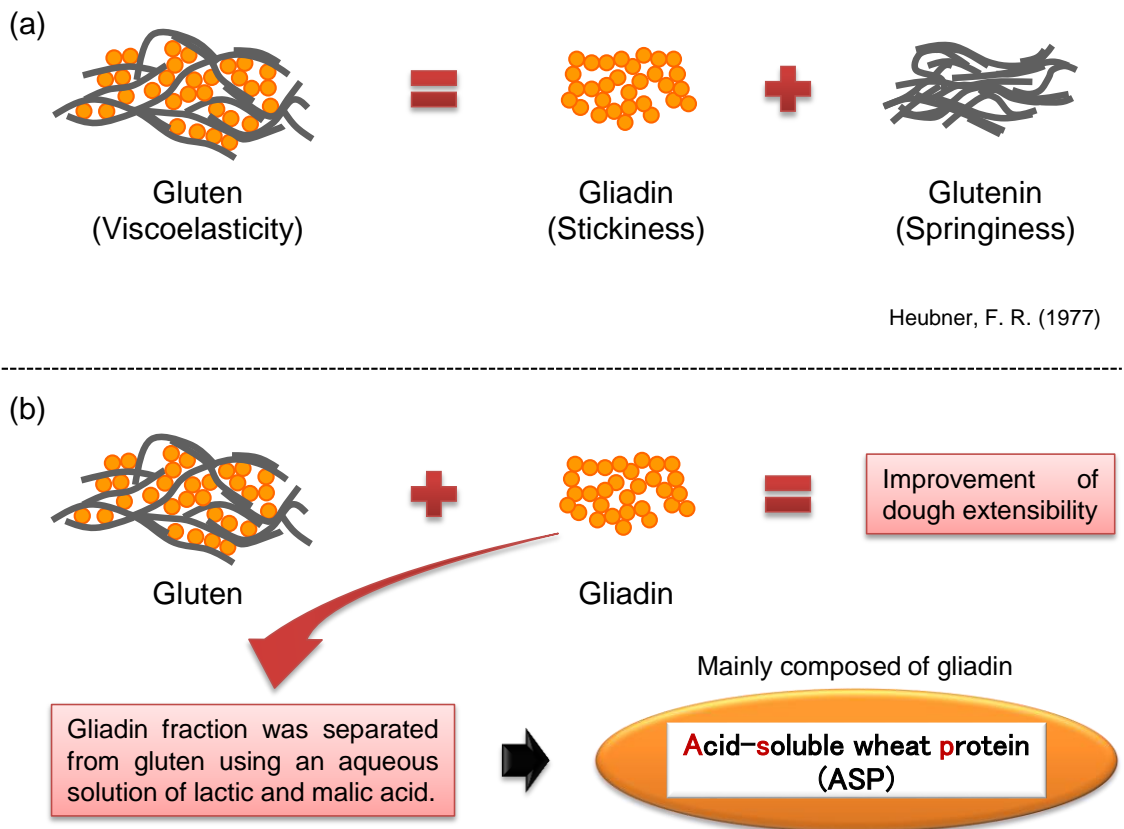 (a)
Gluten
(Viscoelasticity)
Gliadin
(Stickiness)
Glutenin
(Springiness)
Heubner, F. R. (1977)
(b)
Gluten
Gliadin
Improvement of
dough extensibility
Mainly composed of gliadin
Gliadin fraction was separated
from gluten using an aqueous
solution of lactic and malic acid.
Acid-soluble wheat protein
(ASP)